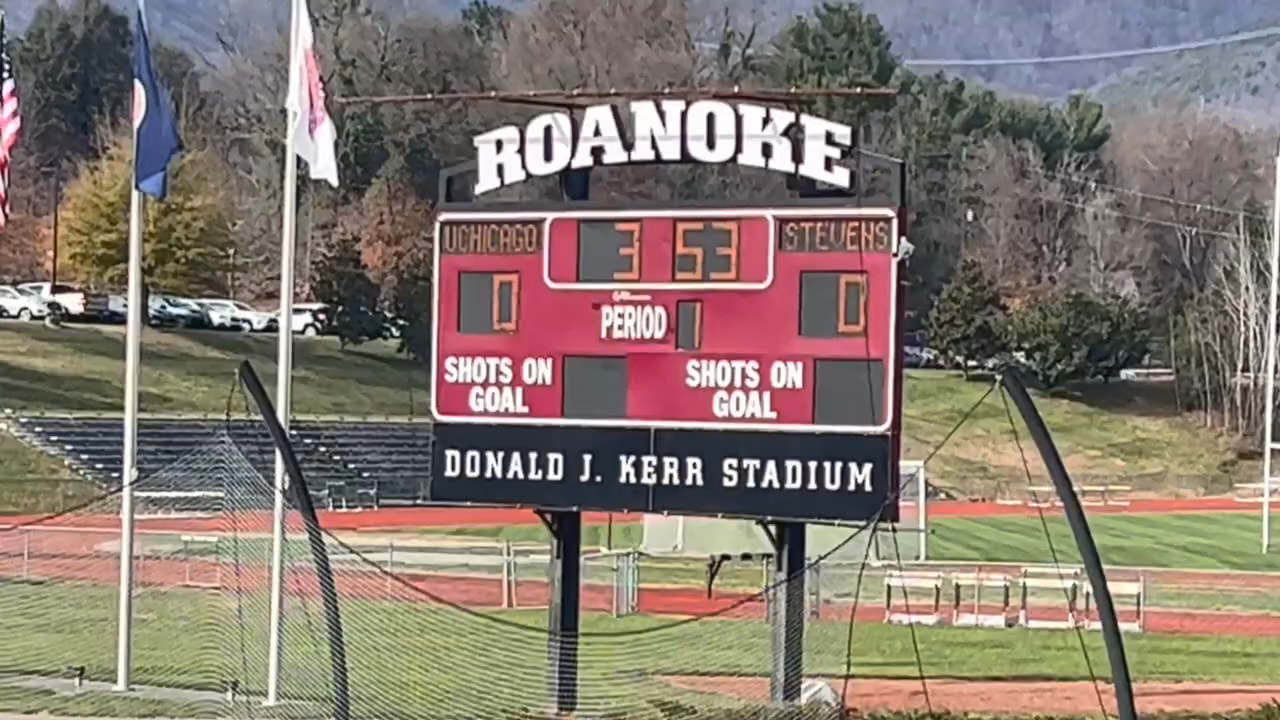 ROANOKE
UCHICAGO 3 53 STEVENS
0 0
PERIOD 1
SHOTS ON GOAL SHOTS ON GOAL
DONALD J. KERR STADIUM